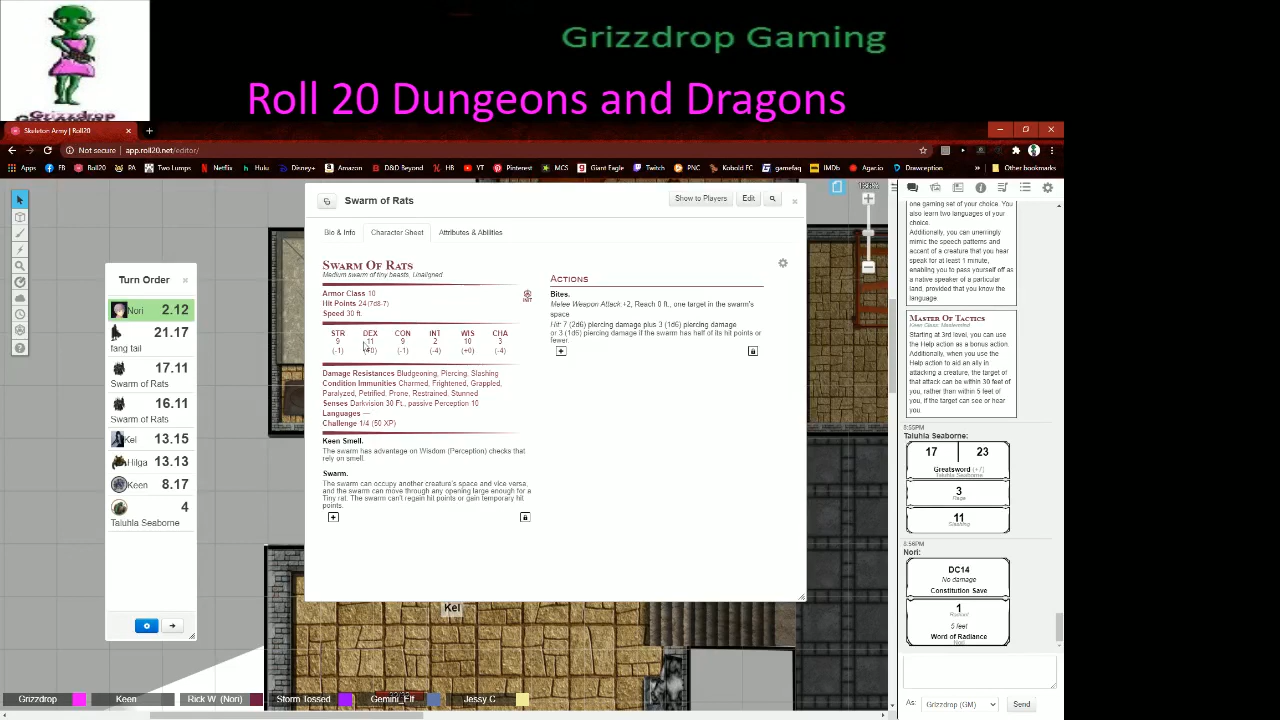 Grizzdrop Gaming
Roll 20 Dungeons and Dragons
Grizzdrop
Skeleton Army | Roll20
Not secure | app.roll20.net/editor/
Apps FB Roll20 PA Two Lumps Netflix Hulu Disney+ Amazon D&D Beyond HB YT Pinterest MCS Giant Eagle Twitch PNC Kobold FC gamefaq IMDb Agar.io Drawception » Other bookmarks
Swarm of Rats
Show to Players Edit
Bio & Info Character Sheet Attributes & Abilities
SWARM OF RATS
Medium swarm of tiny beasts, Unaligned
Armor Class 10
Hit Points 24 (7d8-7)
Speed 30 ft.
INIT
STR DEX CON INT WIS CHA
9 11 9 2 10 3
(-1) (+0) (-1) (-4) (+0) (-4)
Damage Resistances Bludgeoning, Piercing, Slashing
Condition Immunities Charmed, Frightened, Grappled,
Paralyzed, Petrified, Prone, Restrained, Stunned
Senses Darkvision 30 Ft., passive Perception 10
Languages —
Challenge 1/4 (50 XP)
Keen Smell.
The swarm has advantage on Wisdom (Perception) checks that
rely on smell.
Swarm.
The swarm can occupy another creature's space and vice versa,
and the swarm can move through any opening large enough for a
Tiny rat. The swarm can't regain hit points or gain temporary hit
points.
ACTIONS
Bites.
Melee Weapon Attack +2, Reach 0 ft., one target in the swarm's
space
Hit: 7 (2d6) piercing damage plus 3 (1d6) piercing damage
or 3 (1d6) piercing damage if the swarm has half of its hit points or
fewer.
Turn Order
Nori 2.12
21.17
fang tail
17.11
Swarm of Rats
16.11
Swarm of Rats
Kel 13.15
Hilga 13.13
Keen 8.17
4
Taluhla Seaborne
Kel
one gaming set of your choice. You
also learn two languages of your
choice.
Additionally, you can unerringly
mimic the speech patterns and
accent of a creature that you hear
speak for at least 1 minute,
enabling you to pass yourself off as
a native speaker of a particular
land, provided that you know the
language.
MASTER OF TACTICS
Starting at 3rd level, you can use
the Help action as a bonus action.
Additionally, when you use the
Help action to aid an ally in
attacking a creature, the target of
that attack can be within 30 feet of
you, rather than within 5 feet of
you, if the target can see or hear
you.
8:55PM
Taluhla Seaborne:
17 23
Greatsword (+7)
Taluhla Seaborne
3
Rage
11
Slashing
8:56PM
Nori:
DC14
No damage
Constitution Save
1
Radiant
5 feet
Word of Radiance
Nori
As: Grizzdrop (GM) Send
Grizzdrop Keen Rick W. (Nori) Storm Tossed Gemini_Elf Jessy C